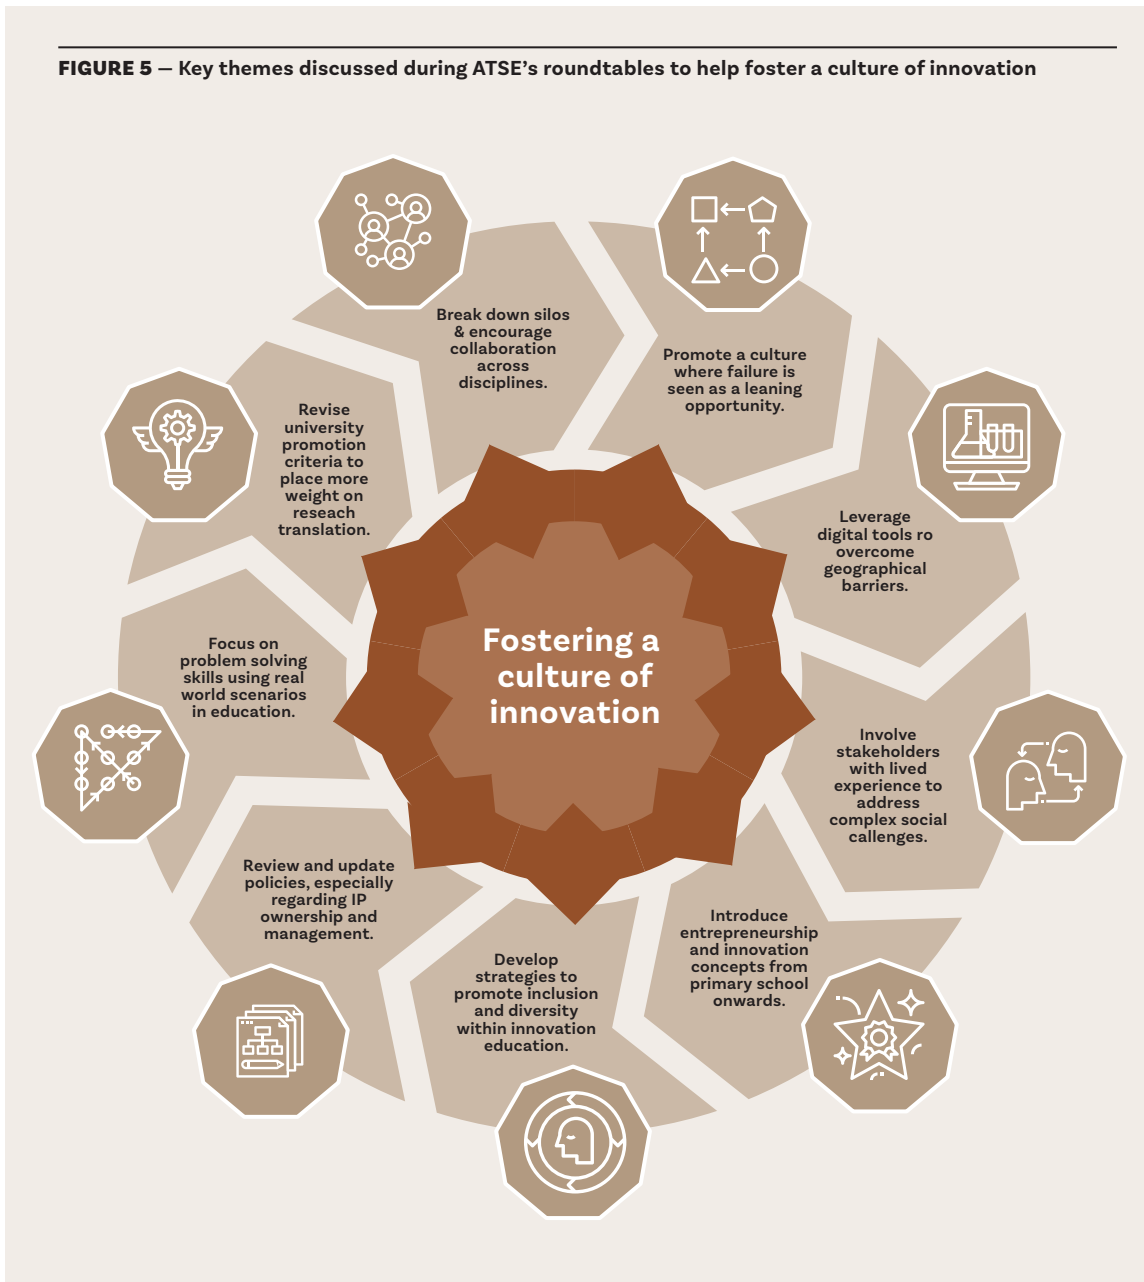 FIGURE 5 — Key themes discussed during ATSE’s roundtables to help foster a culture of innovation
Break down silos
& encourage
collaboration
across
disciplines.
Promote a culture
where failure is
seen as a leaning
opportunity.
Leverage
digital tools ro
overcome
geographical
barriers.
Involve
stakeholders
with lived
experience to
address
complex social
callenges.
Introduce
entrepreneurship
and innovation
concepts from
primary school
onwards.
Develop
strategies to
promote inclusion
and diversity
within innovation
education.
Review and update
policies, especially
regarding IP
ownership and
management.
Focus on
problem solving
skills using real
world scenarios
in education.
Revise
university
promotion
criteria to
place more
weight on
reseach
translation.
Fostering a
culture of
innovation